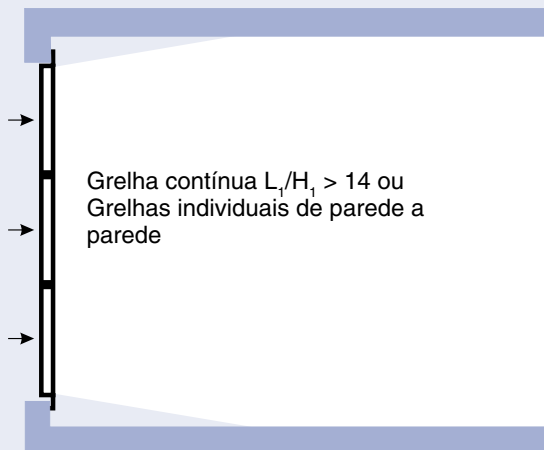 Grelha contínua L₁/H₁ > 14 ou
Grelhas individuais de parede a
parede